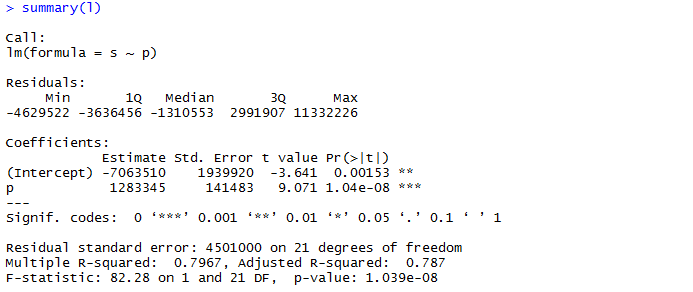 > summary(l)
Call:
lm(formula = s ~ p)
Residuals:
     Min       1Q   Median       3Q      Max
-4629522 -3636456 -1310553  2991907 11332226
Coefficients:
            Estimate Std. Error t value Pr(>|t|)
(Intercept) -7063510    1939920  -3.641  0.00153 **
p            1283345     141483   9.071 1.04e-08 ***
---
Signif. codes:  0 ‘***’ 0.001 ‘**’ 0.01 ‘*’ 0.05 ‘.’ 0.1 ‘ ’ 1
Residual standard error: 4501000 on 21 degrees of freedom
Multiple R-squared:  0.7967, Adjusted R-squared:  0.787
F-statistic: 82.28 on 1 and 21 DF,  p-value: 1.039e-08